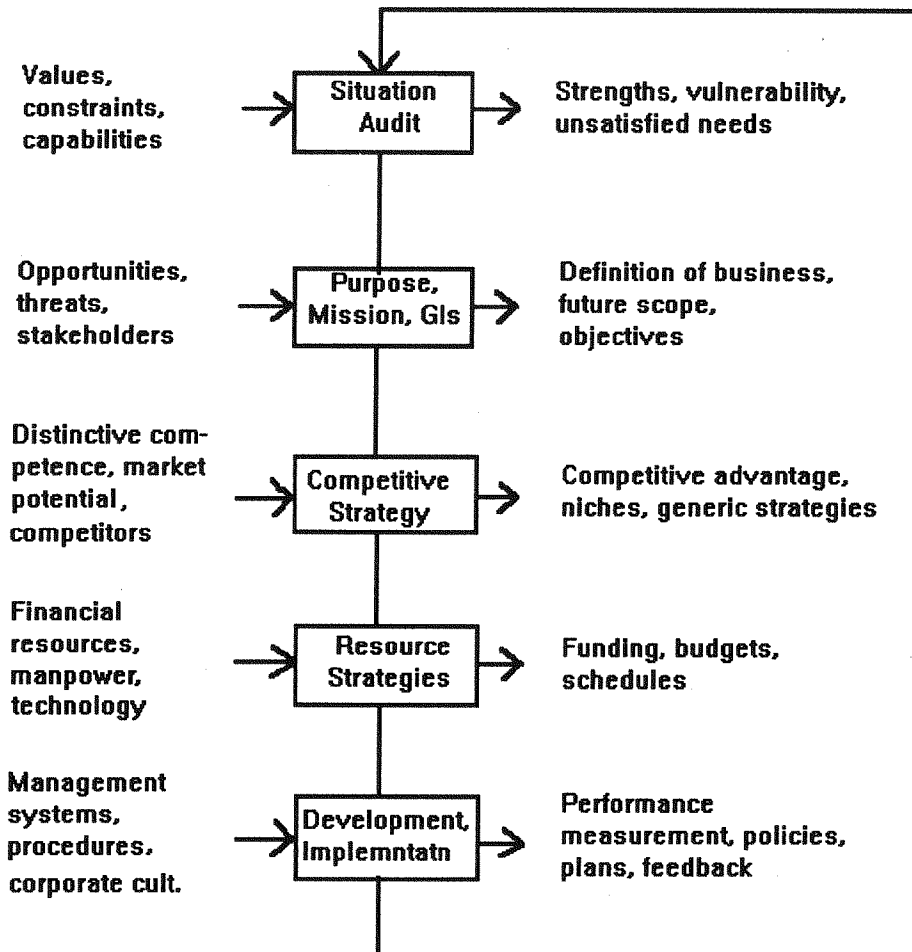 Values,
constraints,
capabilities
Situation
Audit
Strengths, vulnerability,
unsatisfied needs
Opportunities,
threats,
stakeholders
Purpose,
Mission, Gls
Definition of business,
future scope,
objectives
Distinctive com-
petence, market
potential,
competitors
Competitive
Strategy
Competitive advantage,
niches, generic strategies
Financial
resources,
manpower,
technology
Resource
Strategies
Funding, budgets,
schedules
Management
systems,
procedures,
corporate cult.
Development,
Implemntatn
Performance
measurement, policies,
plans, feedback